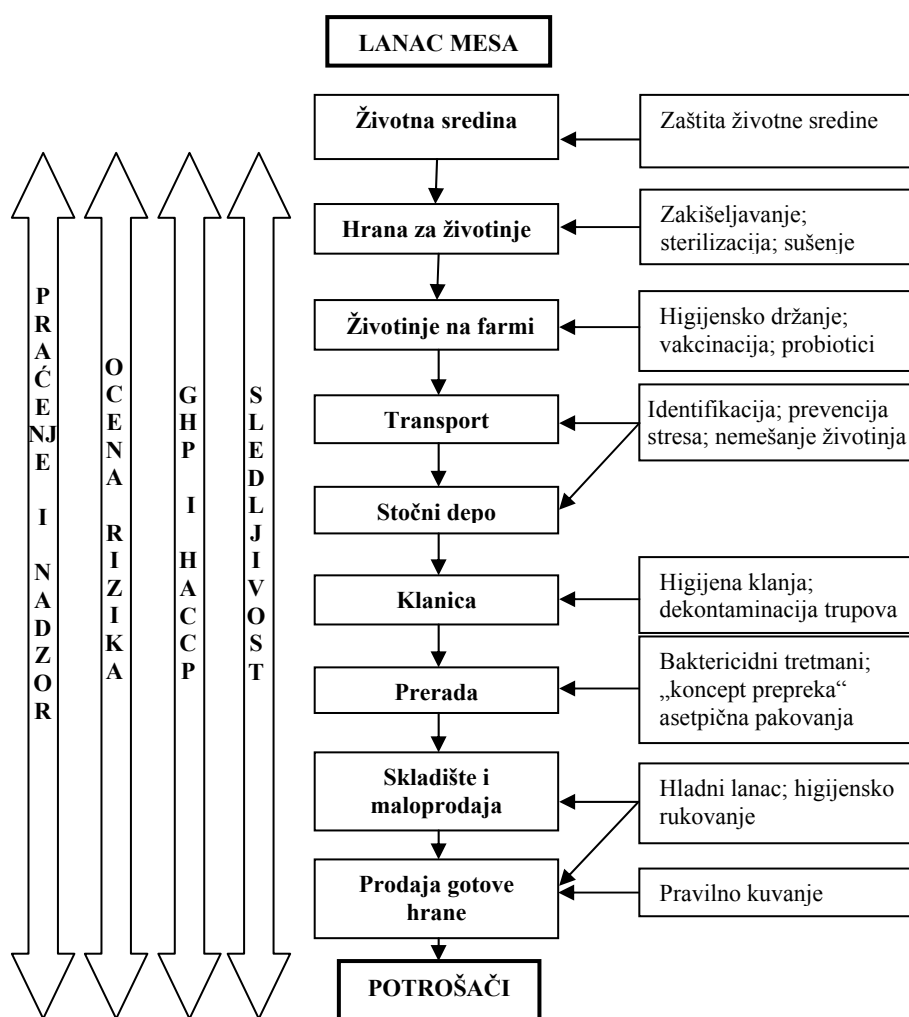 LANAC MESA
Životna sredina
Zaštita životne sredine
Hrana za životinje
Zakišeljavanje;
sterilizacija; sušenje
Životinje na farmi
Higijensko držanje;
vakcinacija; probiotici
Transport
Identifikacija; prevencija
stresa; nemešanje životinja
Stočni depo
Klanica
Higijena klanja;
dekontaminacija trupova
Prerada
Baktericidni tretmani;
„koncept prepreka“
asetpična pakovanja
Skladište i
maloprodaja
Hladni lanac; higijensko
rukovanje
Prodaja gotove
hrane
Pravilno kuvanje
POTROŠAČI
PRAĆENJE I NADZOR
OCENA RIZIKA
GHP I HACCP
SLEDLJIVOST